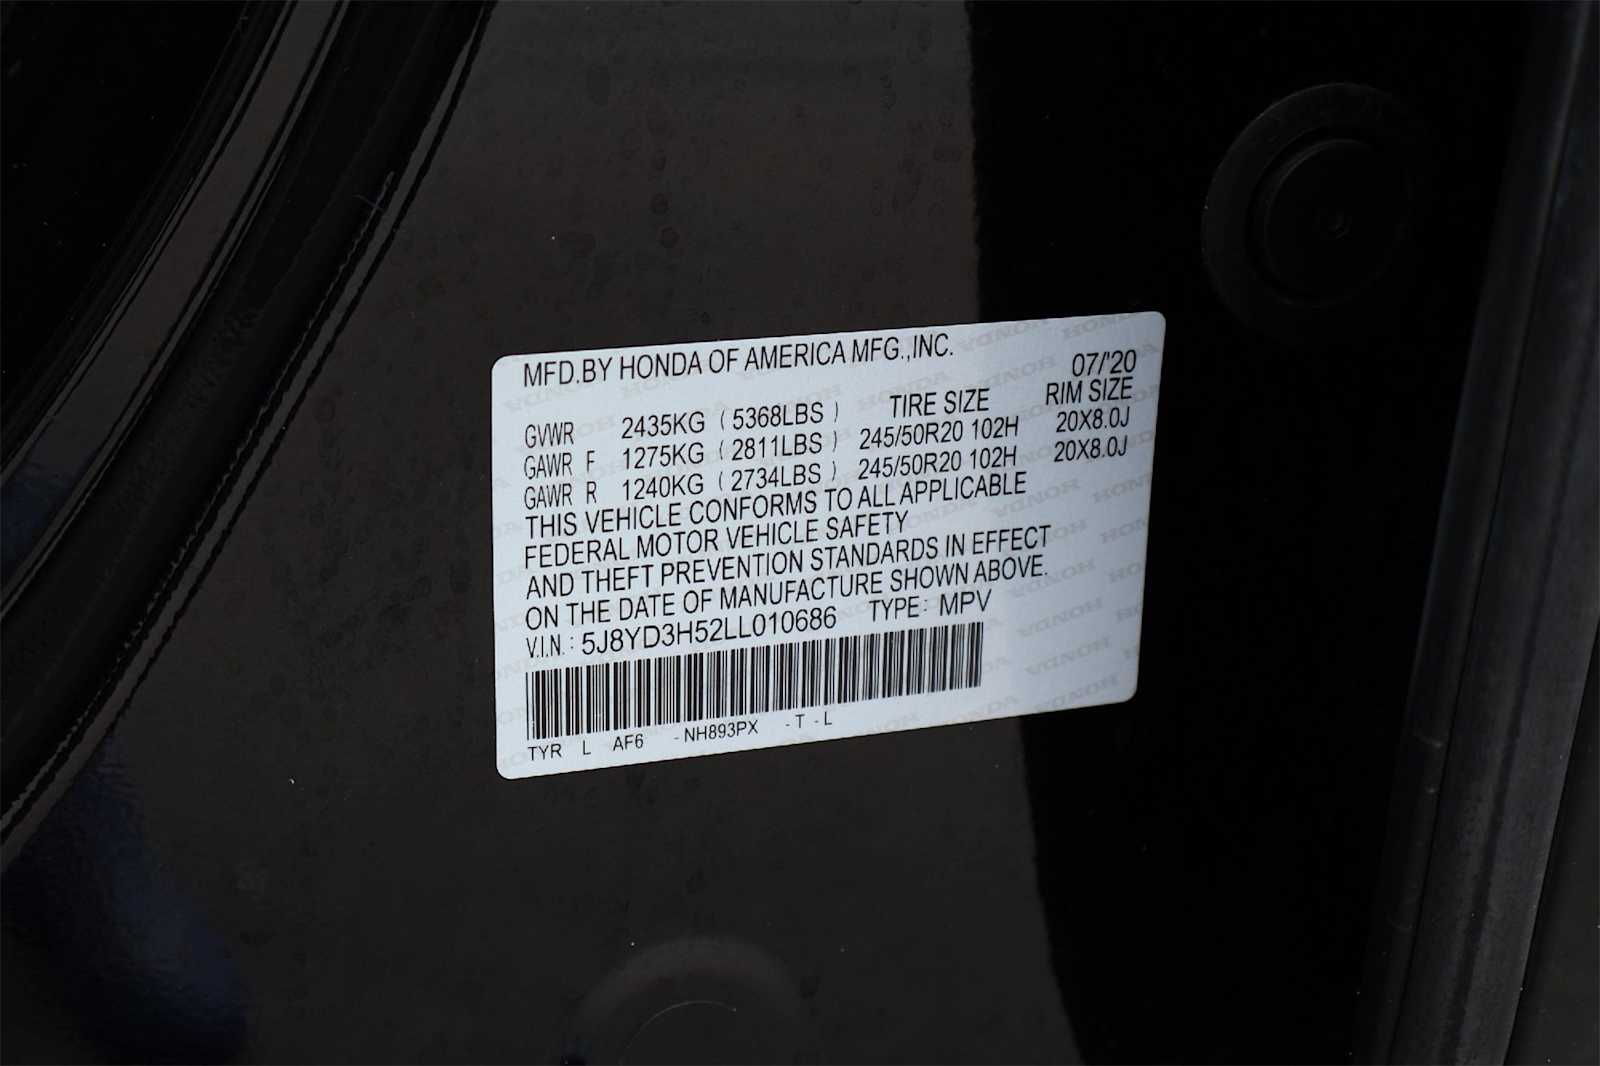 MFD.BY HONDA OF AMERICA MFG.,INC. 07/'20
TIRE SIZE RIM SIZE
GVWR 2435KG ( 5368LBS )
GAWR F 1275KG ( 2811LBS ) 245/50R20 102H 20X8.0J
GAWR R 1240KG ( 2734LBS ) 245/50R20 102H 20X8.0J
THIS VEHICLE CONFORMS TO ALL APPLICABLE
FEDERAL MOTOR VEHICLE SAFETY
AND THEFT PREVENTION STANDARDS IN EFFECT
ON THE DATE OF MANUFACTURE SHOWN ABOVE.
V.I.N.: 5J8YD3H52LL010686 TYPE: MPV
TYR L AF6 -NH893PX -T -L